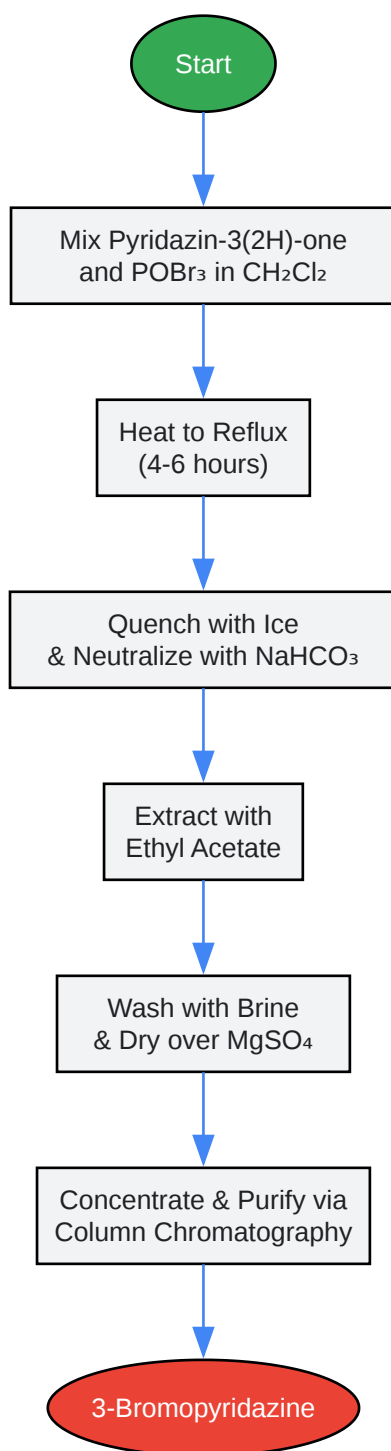 Start
Mix Pyridazin-3(2H)-one
and POBr₃ in CH₂Cl₂
Heat to Reflux
(4-6 hours)
Quench with Ice
& Neutralize with NaHCO₃
Extract with
Ethyl Acetate
Wash with Brine
& Dry over MgSO₄
Concentrate & Purify via
Column Chromatography
3-Bromopyridazine